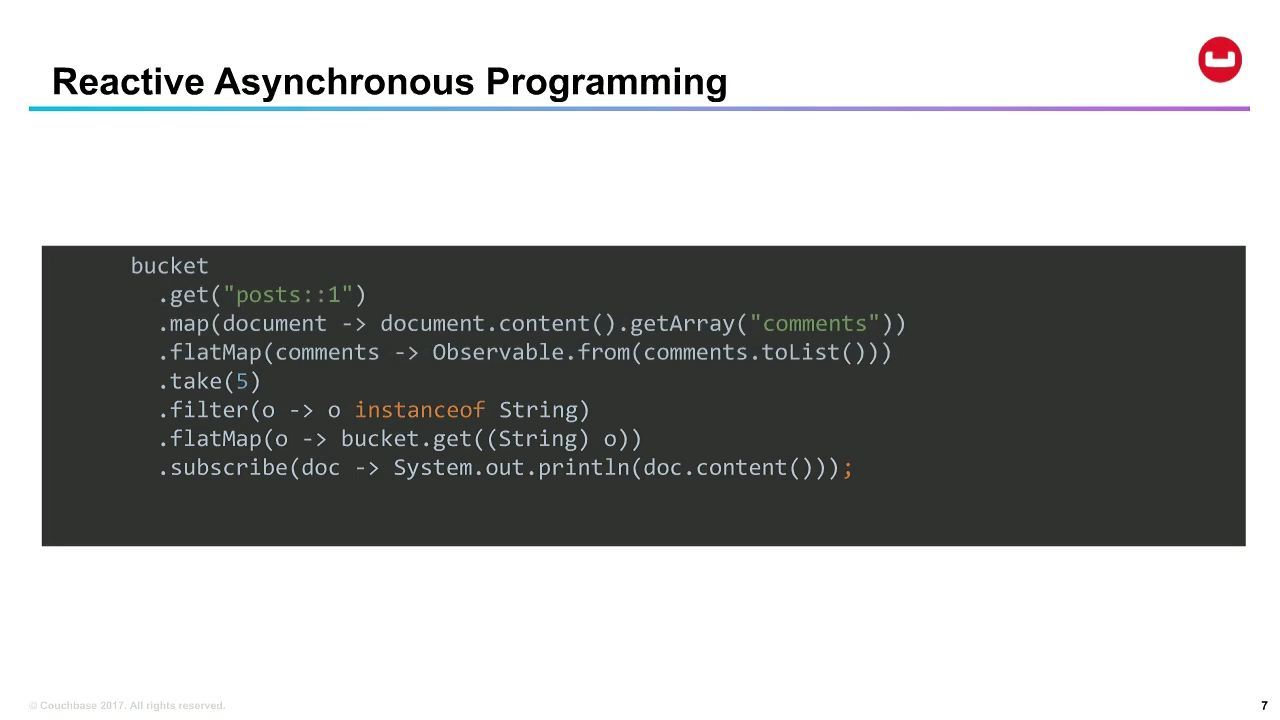 Reactive Asynchronous Programming
bucket
.get("posts::1")
.map(document -> document.content().getArray("comments"))
.flatMap(comments -> Observable.from(comments.toList()))
.take(5)
.filter(o -> o instanceof String)
.flatMap(o -> bucket.get((String) o))
.subscribe(doc -> System.out.println(doc.content()));
© Couchbase 2017. All rights reserved.
7